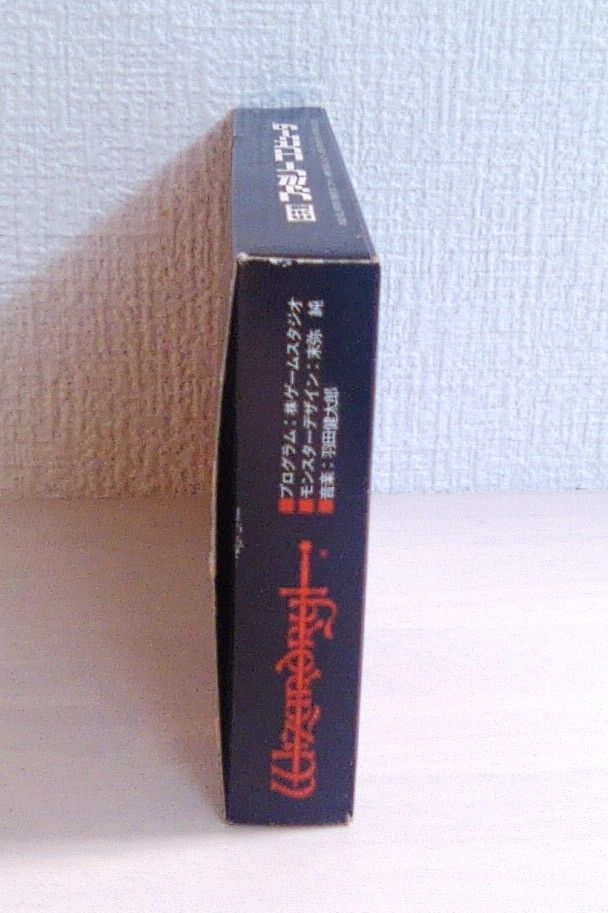 ファミリーコンピュータ
プログラム：㈱ゲームスタジオ
モンスターデザイン：末弥 純
音楽：羽田健太郎
Wizardry